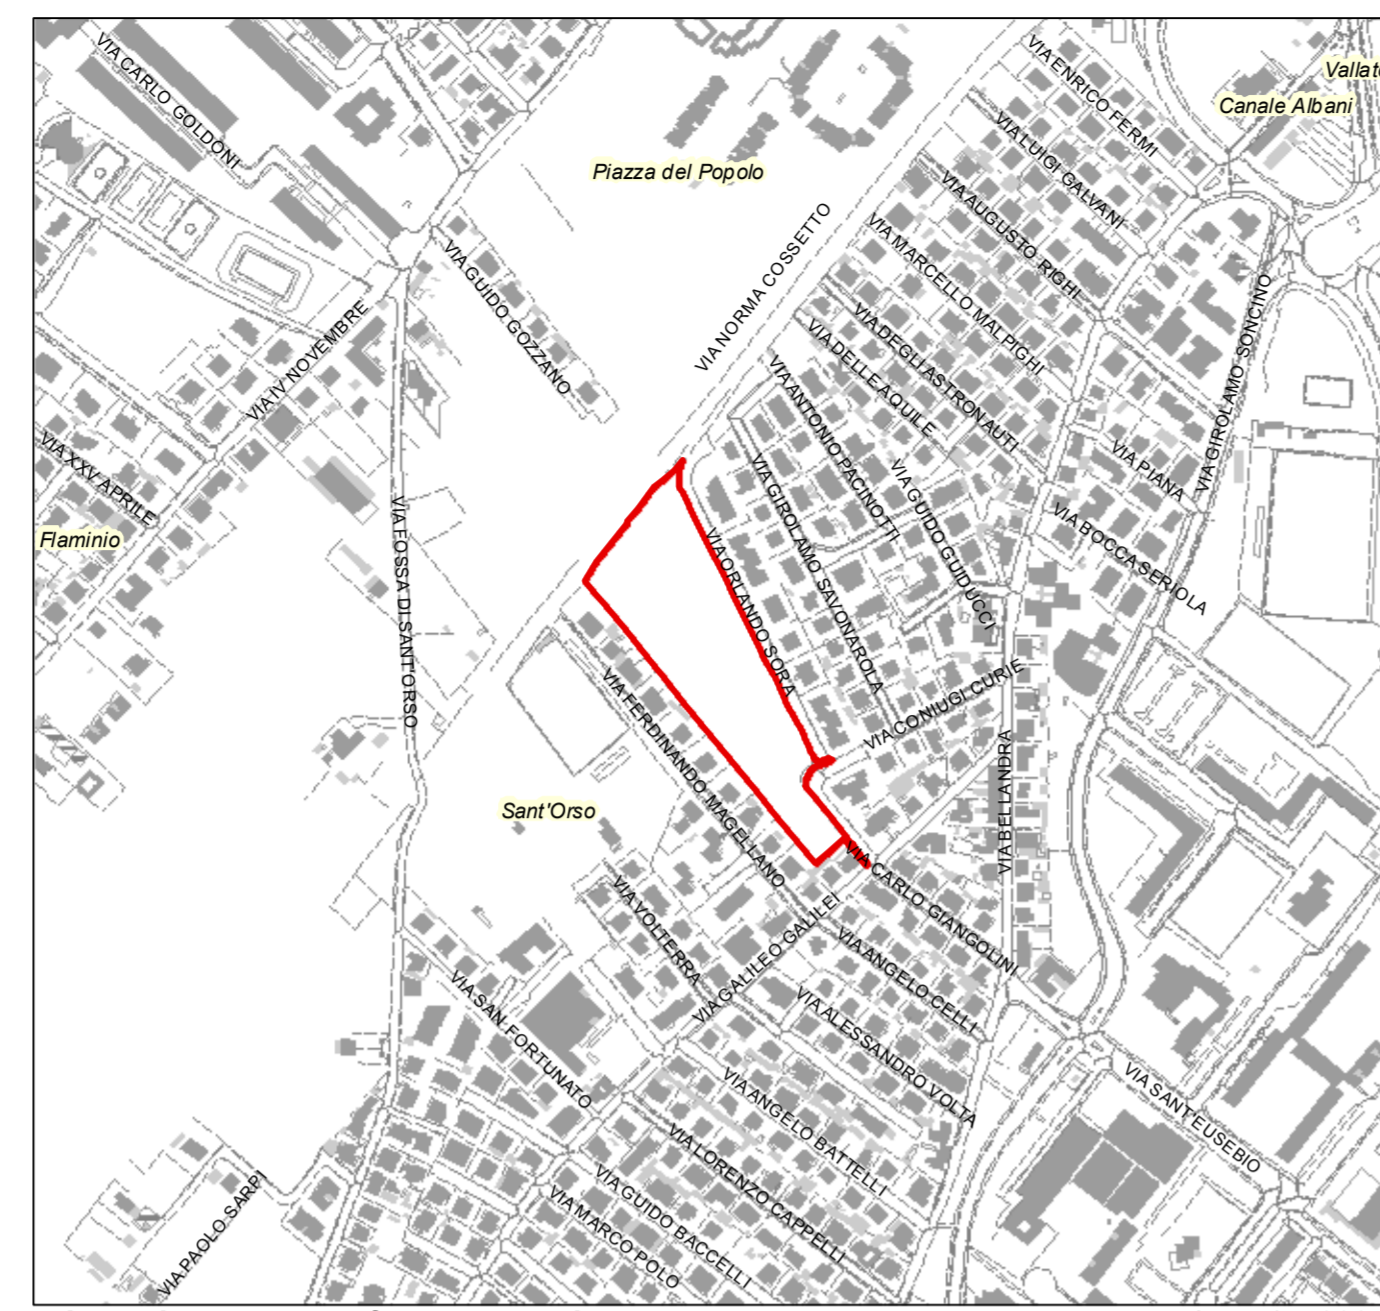 VIA CARLO GOLDONI
VIA ENRICO FERMI
Canale Albani
VIA LUIGI GALVANI
Piazza del Popolo
VIA AUGUSTO RIGHI
VIA NORMA COSSETTO
VIA MARCELLO MALPIGHI
VIA GUIDO GOZZANO
VIA GIROLAMO SONCINO
VIA IV NOVEMBRE
VIA DEGLI ASTRONAUTI
VIA DELLE AQUILE
VIA ANTONIO PACINOTTI
VIA XXV APRILE
VIA PIANA
VIA GIROLAMO SAVONAROLA
VIA GUIDO GUIDUCCI
VIA BOCCA SERIOLA
Flaminio
VIA FOSSA DI SANT'ORSO
VIA ORLANDO SORA
VIA FERDINANDO MAGELLANO
VIA CONIUGI CURIE
VIA BELLANDRA
Sant'Orso
VIA CARLO GIANGOLINI
VIA VOLTERRA
VIA GALILEO GALILEI
VIA ANGELO CELLI
VIA SAN FORTUNATO
VIA ALESSANDRO VOLTA
VIA SANT'EUSEBIO
VIA ANGELO BATTELLI
VIA LORENZO CAPPELLI
VIA GUIDO BACCELLI
VIA MARCO POLO
VIA PAOLO SARPI